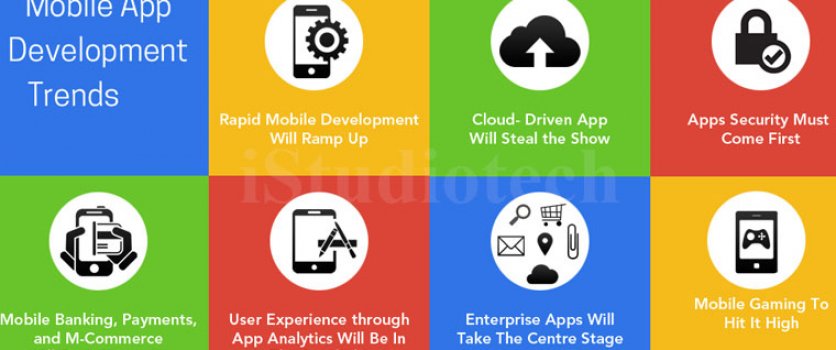 Mobile App
Development
Trends
Rapid Mobile Development
Will Ramp Up
Cloud- Driven App
Will Steal the Show
Apps Security Must
Come First
iStudiotech
Mobile Banking, Payments,
and M-Commerce
User Experience through
App Analytics Will Be In
Enterprise Apps Will
Take The Centre Stage
Mobile Gaming To
Hit It High